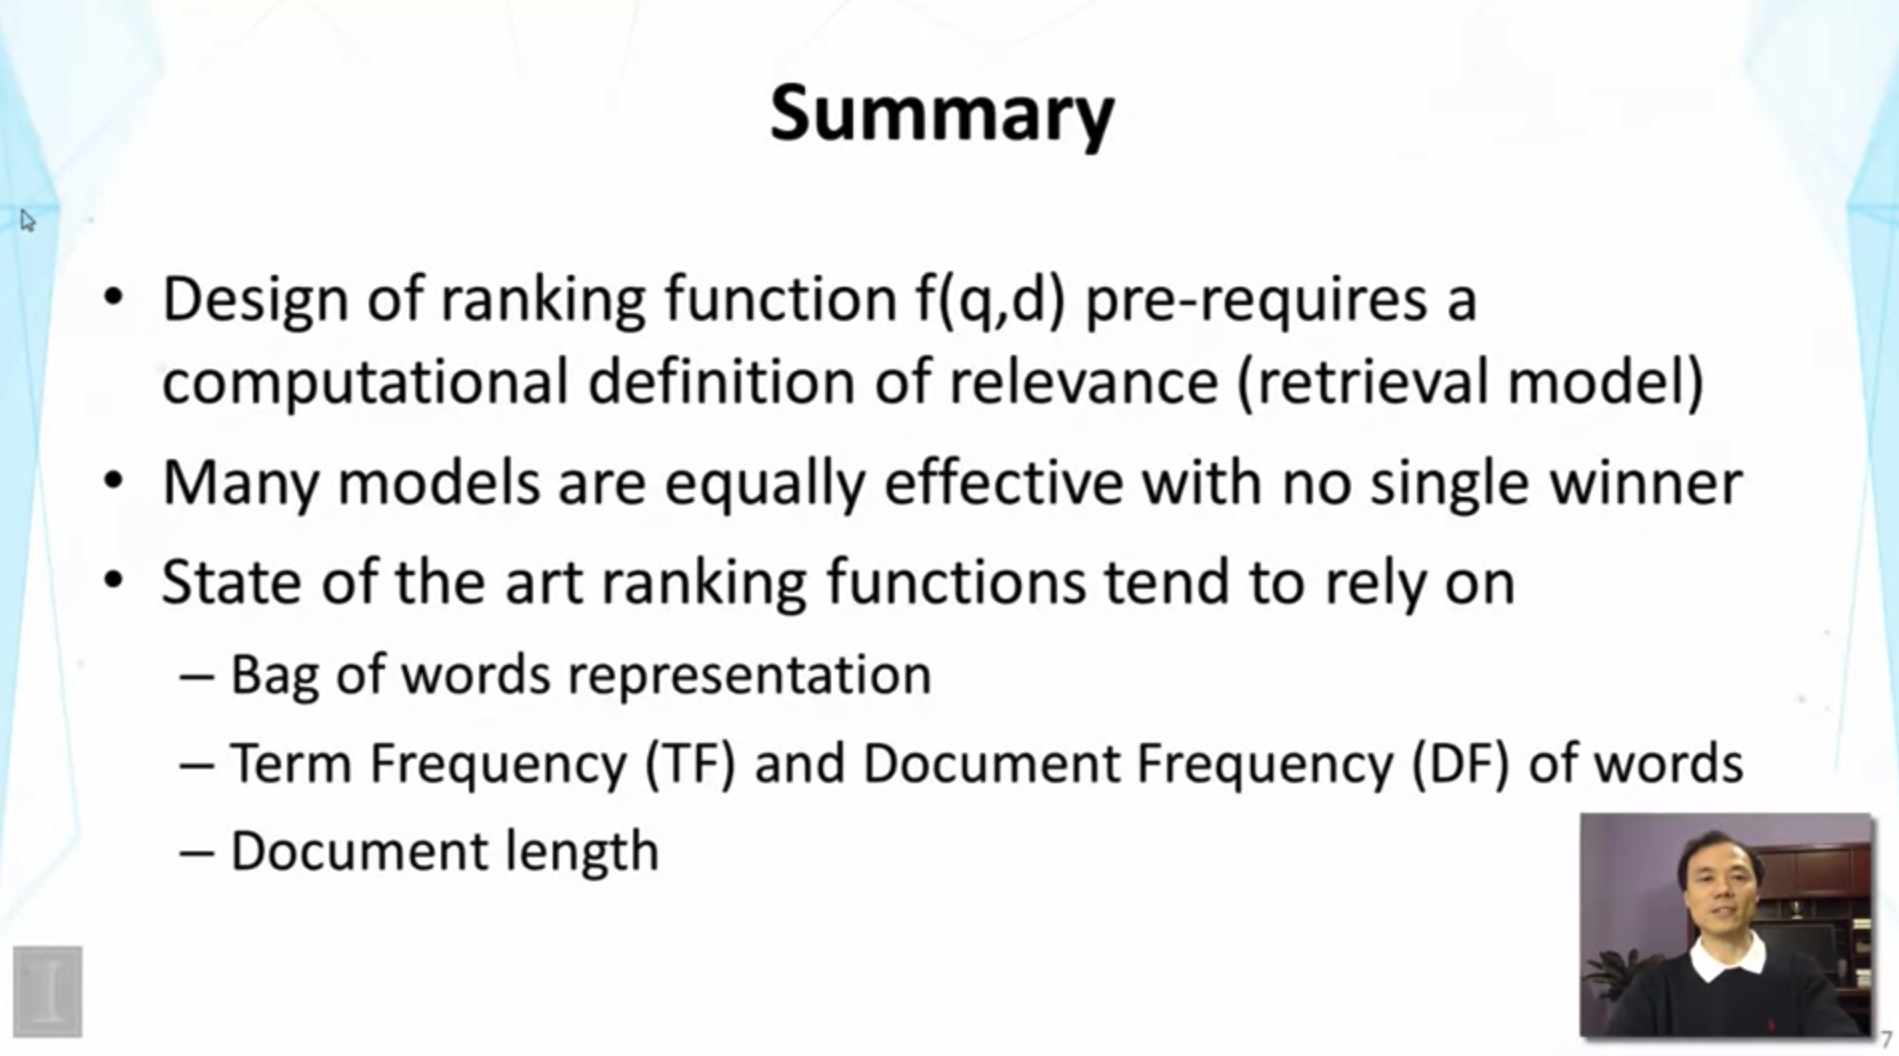 Summary
• Design of ranking function f(q,d) pre-requires a
computational definition of relevance (retrieval model)
• Many models are equally effective with no single winner
• State of the art ranking functions tend to rely on
– Bag of words representation
– Term Frequency (TF) and Document Frequency (DF) of words
– Document length
I
7